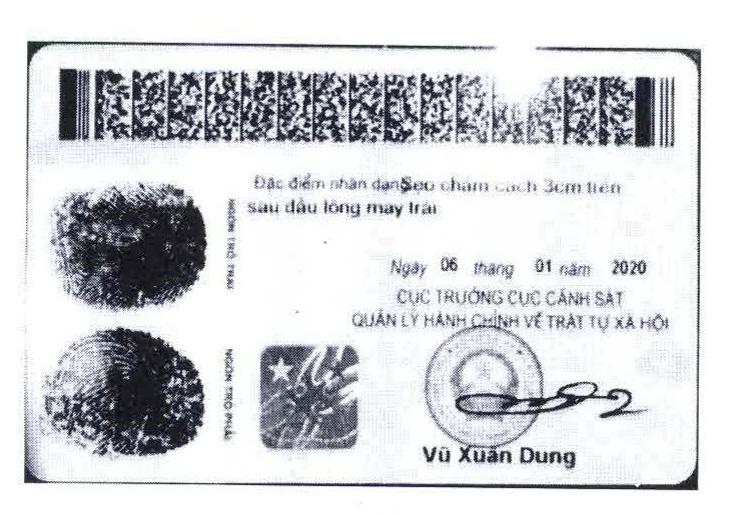 Đặc điểm nhân dạng Sẹo chấm cách 3cm trên
sau đầu lông mày trái
NGÓN TRỎ TRÁI
Ngày 06 tháng 01 năm 2020
CỤC TRƯỞNG CỤC CẢNH SÁT
QUẢN LÝ HÀNH CHÍNH VỀ TRẬT TỰ XÃ HỘI
NGÓN TRỎ PHẢI
Vũ Xuân Dung